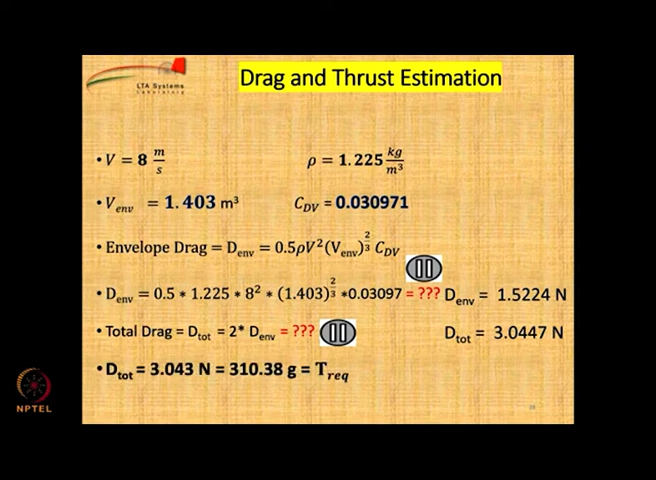 Drag and Thrust Estimation
LTA Systems
Laboratory
• V = 8 m/s ρ = 1.225 kg/m³
• V_env = 1.403 m³ C_DV = 0.030971
• Envelope Drag = D_env = 0.5ρV²(V_env)^(2/3) C_DV
• D_env = 0.5 * 1.225 * 8² * (1.403)^(2/3) *0.03097 = ??? D_env = 1.5224 N
• Total Drag = D_tot = 2* D_env = ??? D_tot = 3.0447 N
• D_tot = 3.043 N = 310.38 g = T_req
NPTEL